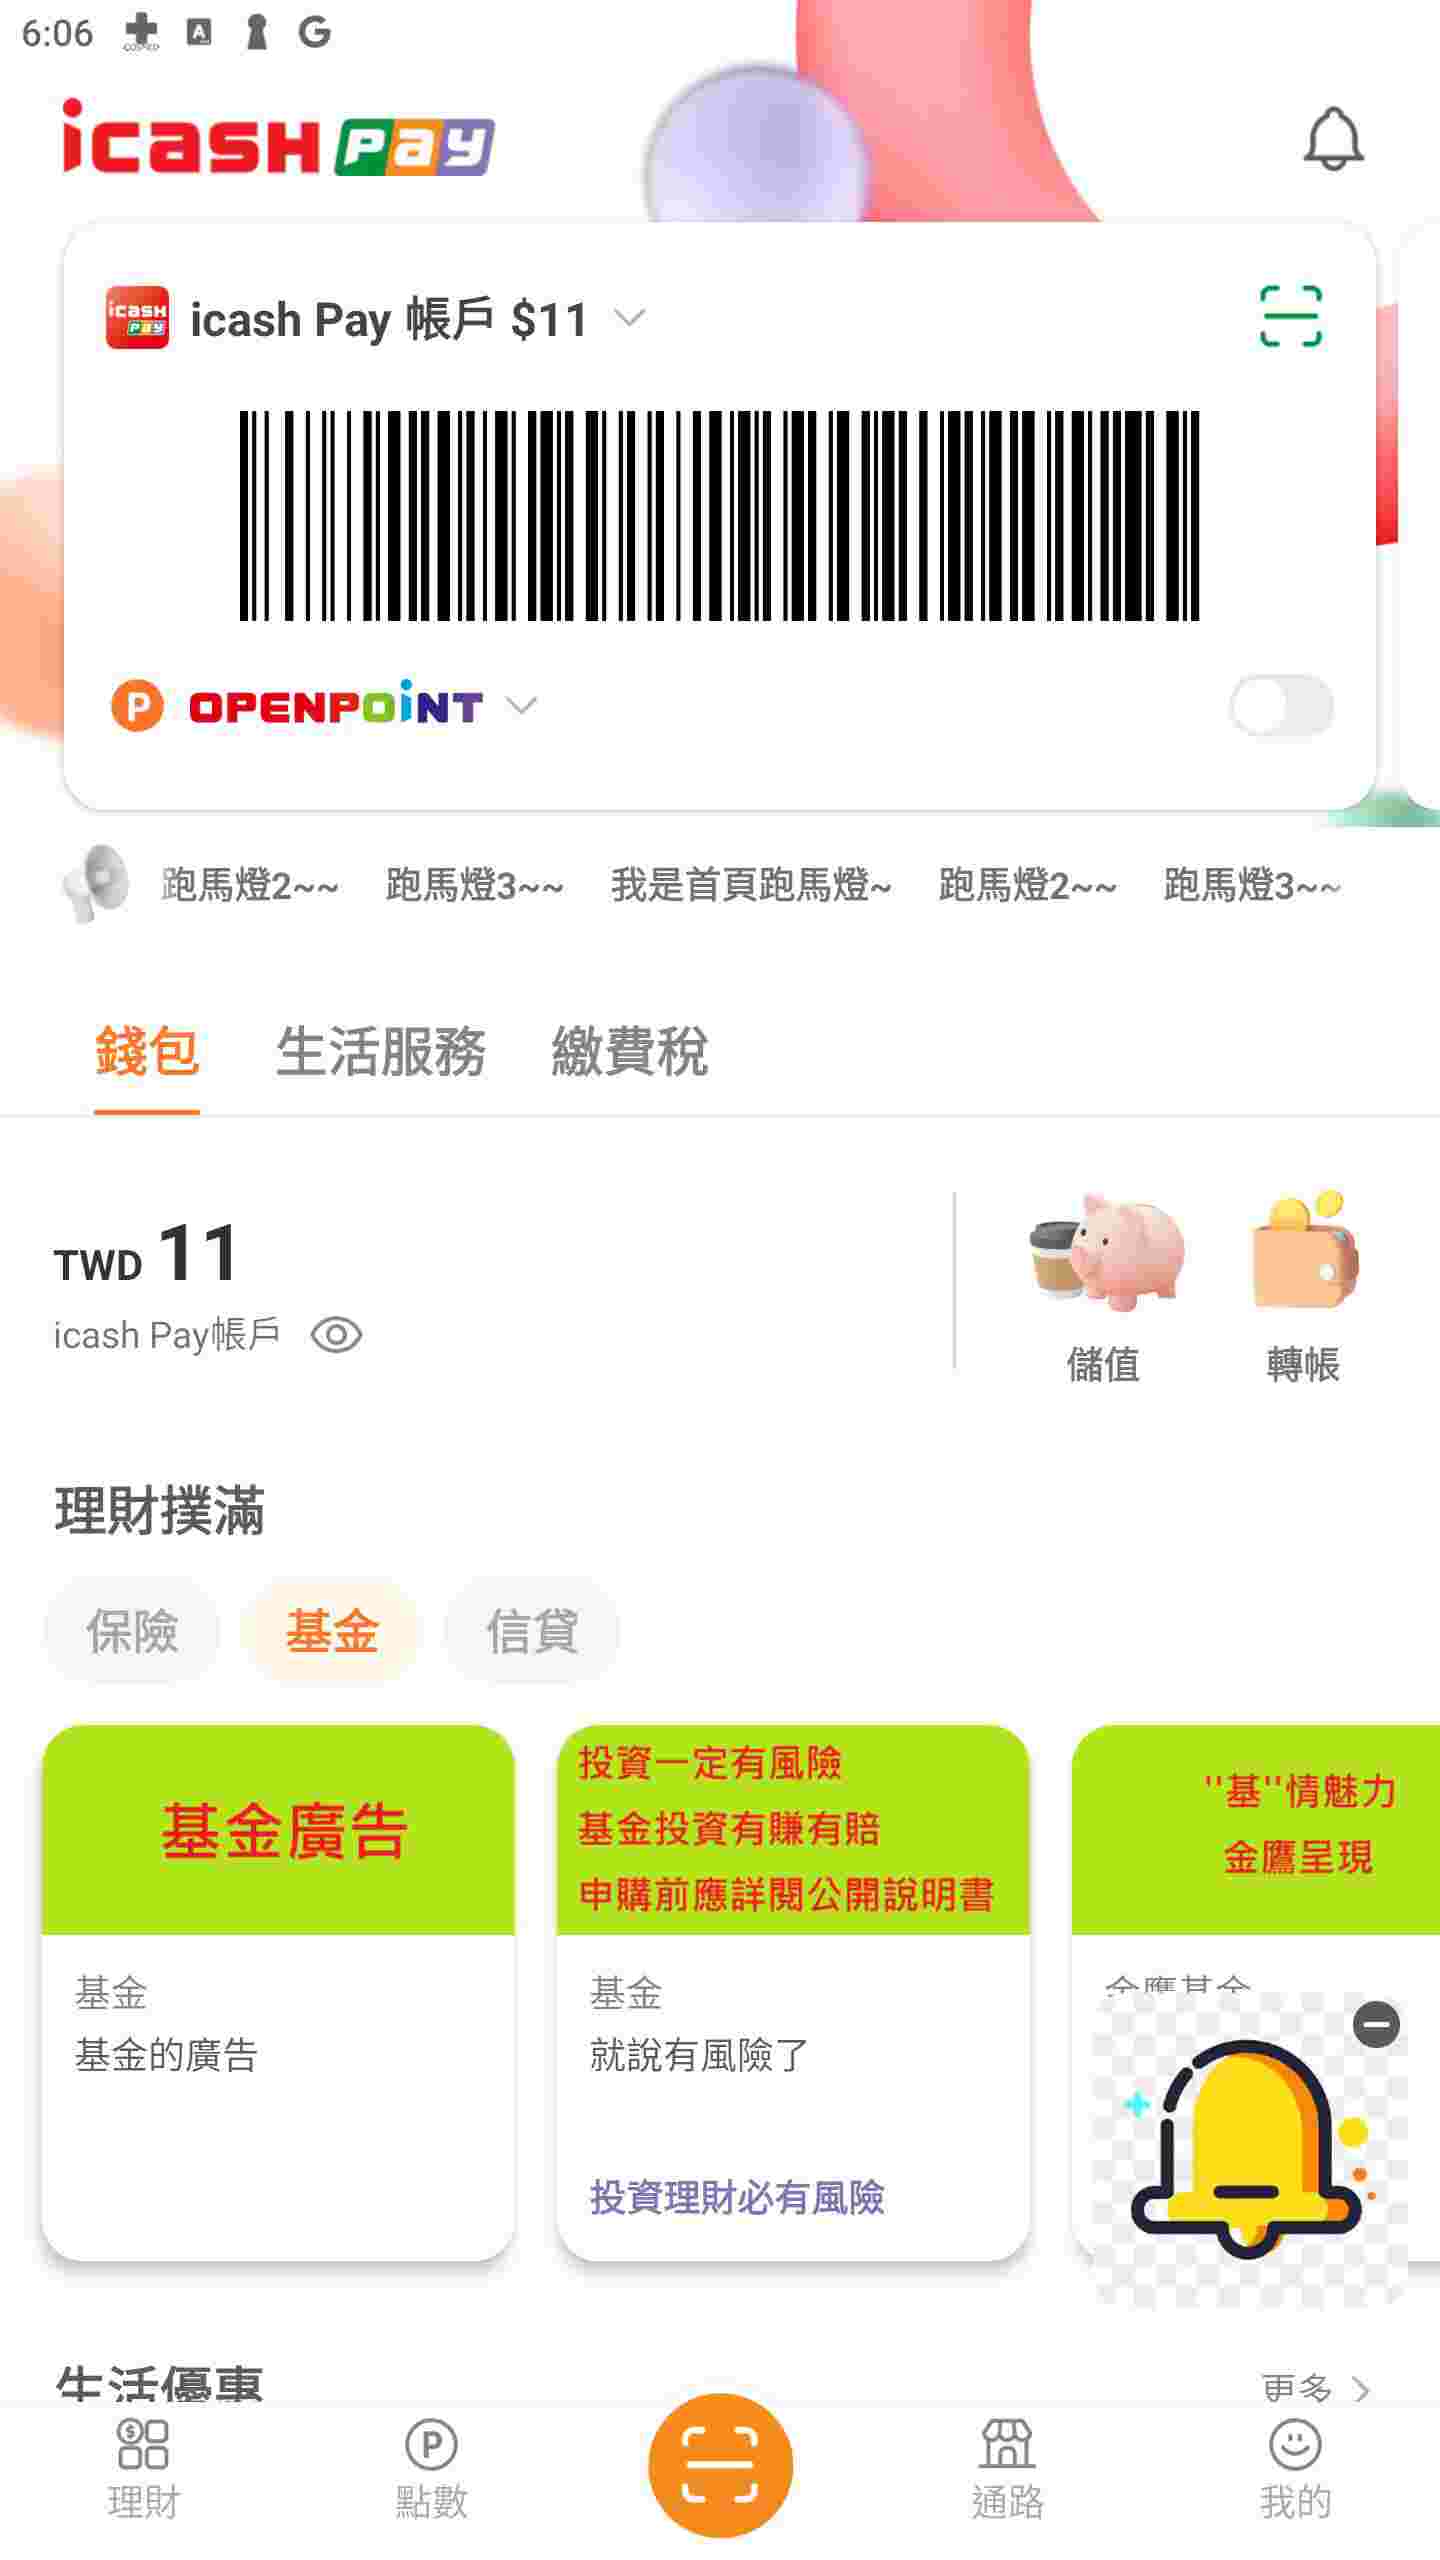 6:06
icash Pay
icash Pay 帳戶 $11
OPENPOINT
跑馬燈2~~ 跑馬燈3~~ 我是首頁跑馬燈~ 跑馬燈2~~ 跑馬燈3~~
錢包 生活服務 繳費稅
TWD 11
icash Pay帳戶
儲值 轉帳
理財撲滿
保險 基金 信貸
基金廣告
基金
基金的廣告
投資一定有風險
基金投資有賺有賠
申購前應詳閱公開說明書
基金
就說有風險了
投資理財必有風險
"基"情魅力
金鷹呈現
金鷹基金
生活優惠 更多
理財 點數 通路 我的